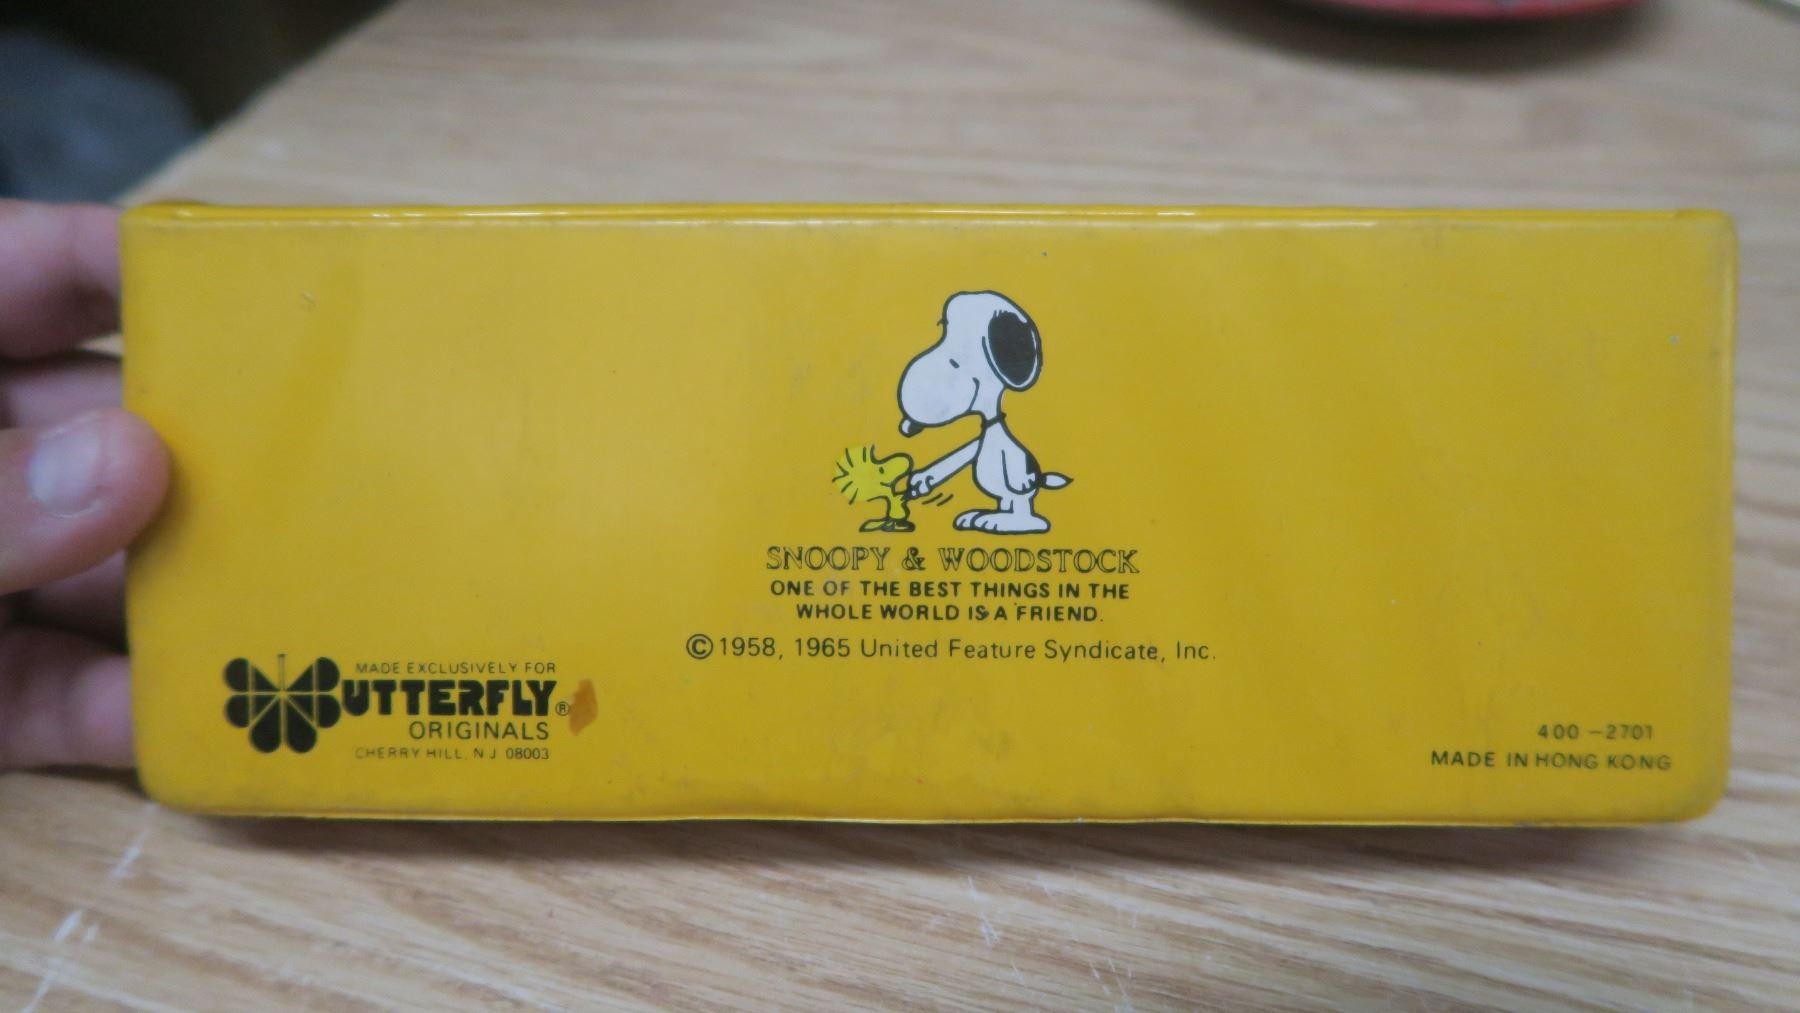 SNOOPY & WOODSTOCK
ONE OF THE BEST THINGS IN THE
WHOLE WORLD IS A FRIEND.
©1958, 1965 United Feature Syndicate, Inc.
MADE EXCLUSIVELY FOR
BUTTERFLY®
ORIGINALS
CHERRY HILL, N J 08003
400-2701
MADE IN HONG KONG